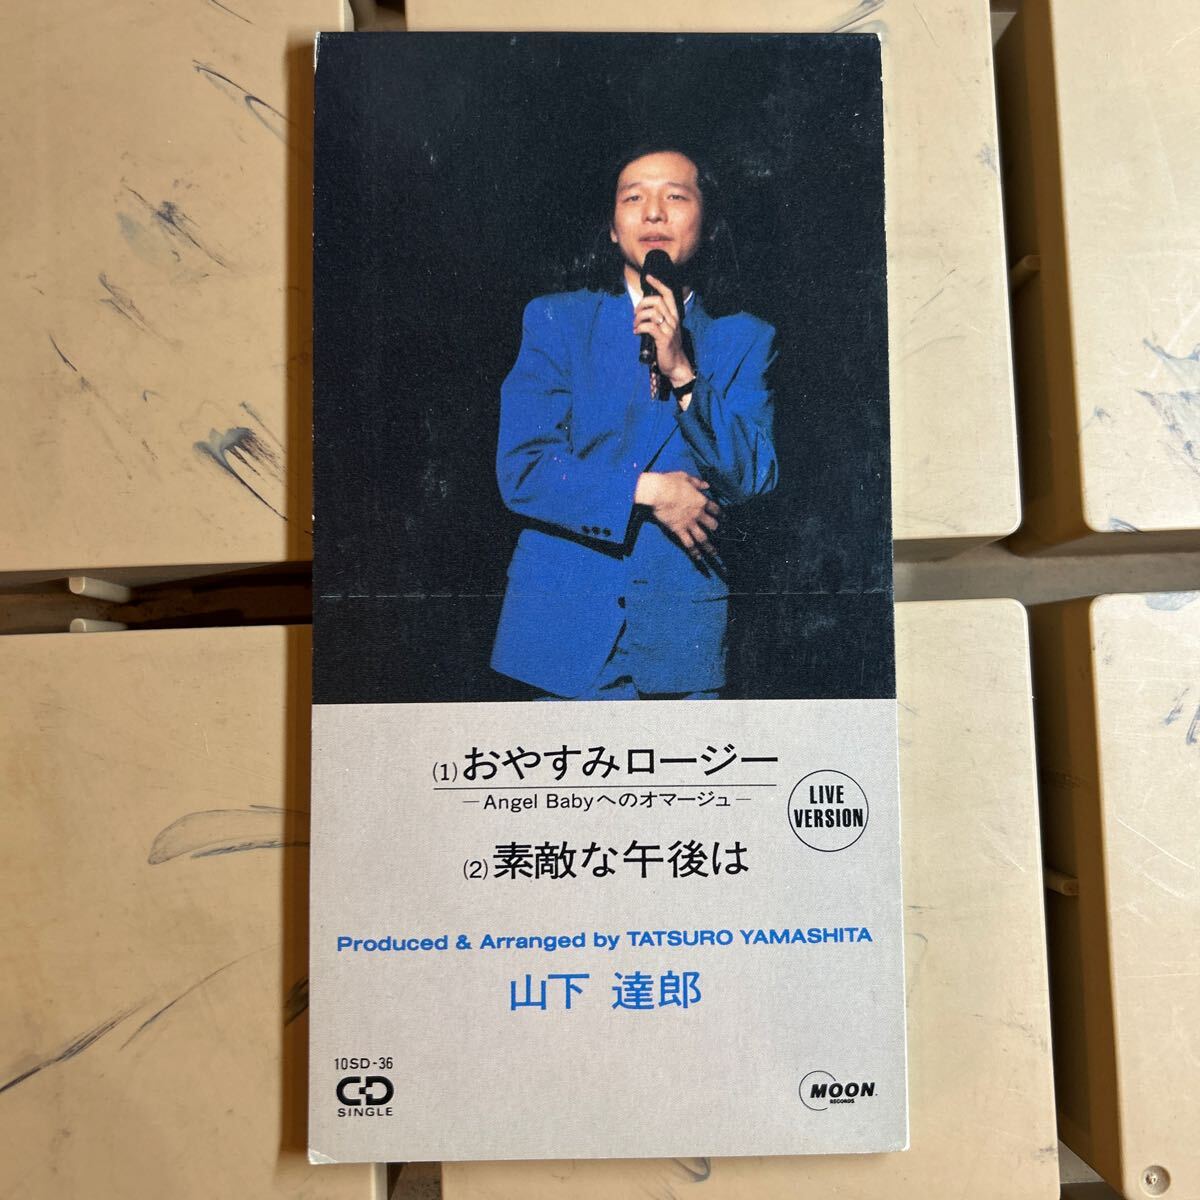 (1)おやすみロージー
—Angel Babyへのオマージュ—
LIVE
VERSION
(2)素敵な午後は
Produced & Arranged by TATSURO YAMASHITA
山下 達郎
10SD-36
CD
SINGLE
MOON
RECORDS